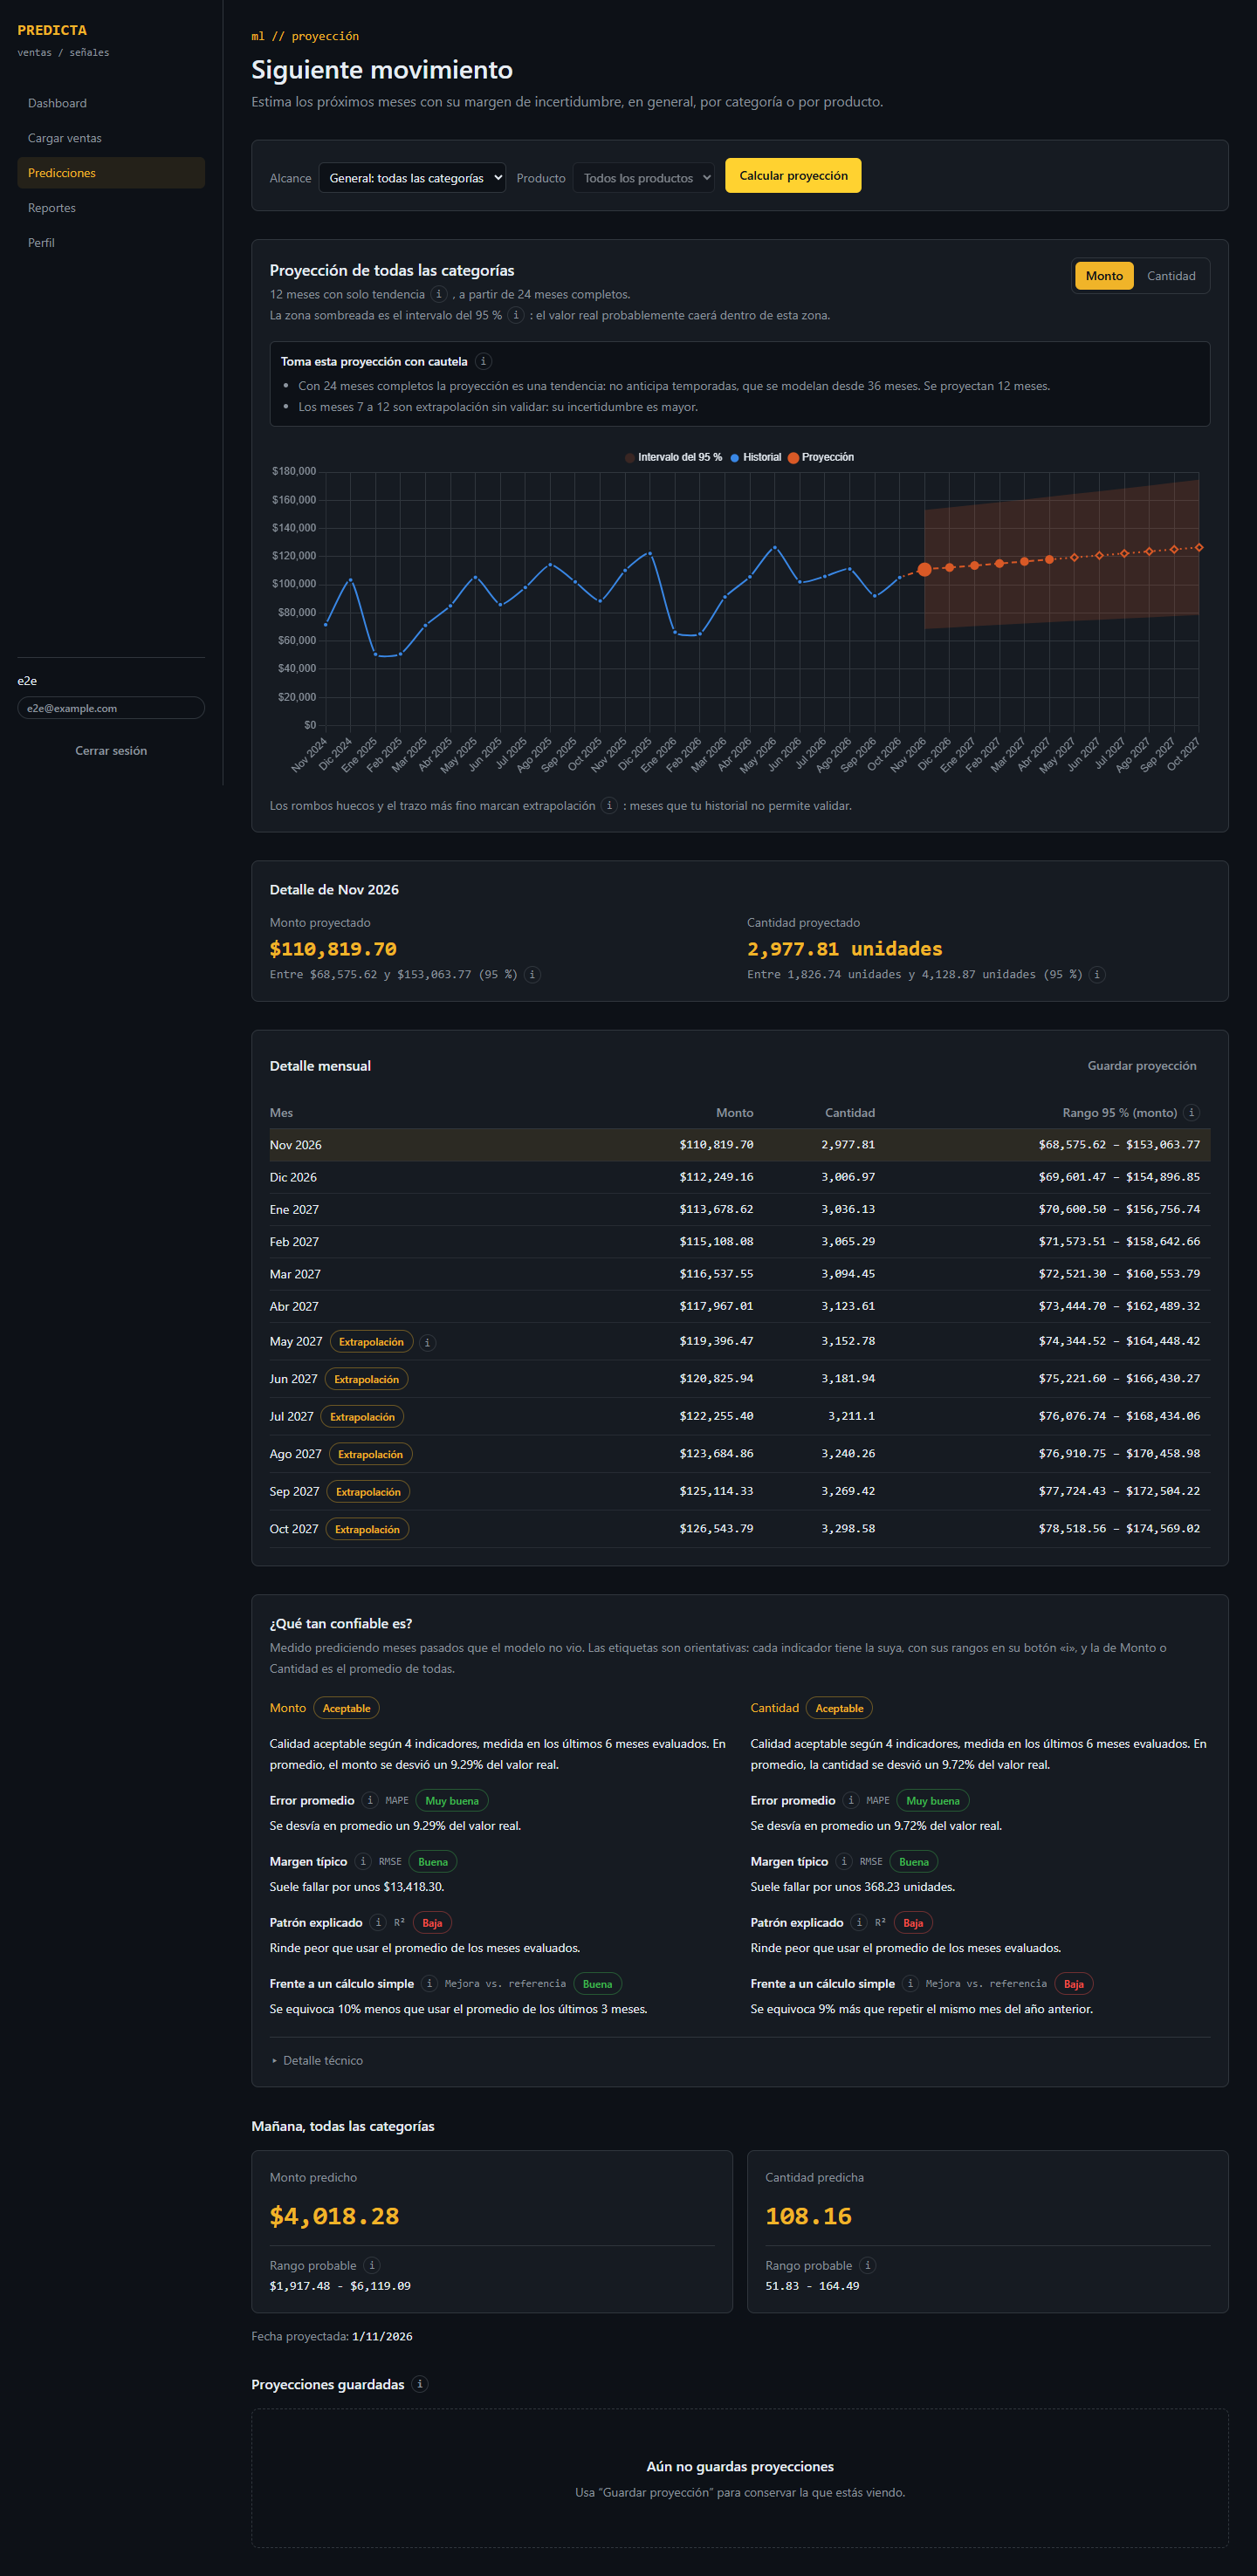 PREDICTA
ventas / señales
Dashboard
Cargar ventas
Predicciones
Reportes
Perfil
e2e
e2e@example.com
Cerrar sesión
ml // proyección
Siguiente movimiento
Estima los próximos meses con su margen de incertidumbre, en general, por categoría o por producto.
Alcance General: todas las categorías Producto Todos los productos Calcular proyección
Proyección de todas las categorías
Monto Cantidad
12 meses con solo tendencia i , a partir de 24 meses completos.
La zona sombreada es el intervalo del 95 % i : el valor real probablemente caerá dentro de esta zona.
Toma esta proyección con cautela i
• Con 24 meses completos la proyección es una tendencia: no anticipa temporadas, que se modelan desde 36 meses. Se proyectan 12 meses.
• Los meses 7 a 12 son extrapolación sin validar: su incertidumbre es mayor.
Intervalo del 95 % Historial Proyección
$180,000
$160,000
$140,000
$120,000
$100,000
$80,000
$60,000
$40,000
$20,000
$0
Nov 2024 Dic 2024 Ene 2025 Feb 2025 Mar 2025 Abr 2025 May 2025 Jun 2025 Jul 2025 Ago 2025 Sep 2025 Oct 2025 Nov 2025 Dic 2025 Ene 2026 Feb 2026 Mar 2026 Abr 2026 May 2026 Jun 2026 Jul 2026 Ago 2026 Sep 2026 Oct 2026 Nov 2026 Dic 2026 Ene 2027 Feb 2027 Mar 2027 Abr 2027 May 2027 Jun 2027 Jul 2027 Ago 2027 Sep 2027 Oct 2027
Los rombos huecos y el trazo más fino marcan extrapolación i : meses que tu historial no permite validar.
Detalle de Nov 2026
Monto proyectado
$110,819.70
Entre $68,575.62 y $153,063.77 (95 %) i
Cantidad proyectado
2,977.81 unidades
Entre 1,826.74 unidades y 4,128.87 unidades (95 %) i
Detalle mensual
Guardar proyección
Mes Monto Cantidad Rango 95 % (monto) i
Nov 2026 $110,819.70 2,977.81 $68,575.62 – $153,063.77
Dic 2026 $112,249.16 3,006.97 $69,601.47 – $154,896.85
Ene 2027 $113,678.62 3,036.13 $70,600.50 – $156,756.74
Feb 2027 $115,108.08 3,065.29 $71,573.51 – $158,642.66
Mar 2027 $116,537.55 3,094.45 $72,521.30 – $160,553.79
Abr 2027 $117,967.01 3,123.61 $73,444.70 – $162,489.32
May 2027 Extrapolación i $119,396.47 3,152.78 $74,344.52 – $164,448.42
Jun 2027 Extrapolación $120,825.94 3,181.94 $75,221.60 – $166,430.27
Jul 2027 Extrapolación $122,255.40 3,211.1 $76,076.74 – $168,434.06
Ago 2027 Extrapolación $123,684.86 3,240.26 $76,910.75 – $170,458.98
Sep 2027 Extrapolación $125,114.33 3,269.42 $77,724.43 – $172,504.22
Oct 2027 Extrapolación $126,543.79 3,298.58 $78,518.56 – $174,569.02
¿Qué tan confiable es?
Medido prediciendo meses pasados que el modelo no vio. Las etiquetas son orientativas: cada indicador tiene la suya, con sus rangos en su botón «i», y la de Monto o
Cantidad es el promedio de todas.
Monto Aceptable
Calidad aceptable según 4 indicadores, medida en los últimos 6 meses evaluados. En
promedio, el monto se desvió un 9.29% del valor real.
Error promedio i MAPE Muy buena
Se desvía en promedio un 9.29% del valor real.
Margen típico i RMSE Buena
Suele fallar por unos $13,418.30.
Patrón explicado i R² Baja
Rinde peor que usar el promedio de los meses evaluados.
Frente a un cálculo simple i Mejora vs. referencia Buena
Se equivoca 10% menos que usar el promedio de los últimos 3 meses.
Cantidad Aceptable
Calidad aceptable según 4 indicadores, medida en los últimos 6 meses evaluados. En
promedio, la cantidad se desvió un 9.72% del valor real.
Error promedio i MAPE Muy buena
Se desvía en promedio un 9.72% del valor real.
Margen típico i RMSE Buena
Suele fallar por unos 368.23 unidades.
Patrón explicado i R² Baja
Rinde peor que usar el promedio de los meses evaluados.
Frente a un cálculo simple i Mejora vs. referencia Baja
Se equivoca 9% más que repetir el mismo mes del año anterior.
▸ Detalle técnico
Mañana, todas las categorías
Monto predicho
$4,018.28
Rango probable i
$1,917.48 - $6,119.09
Cantidad predicha
108.16
Rango probable i
51.83 - 164.49
Fecha proyectada: 1/11/2026
Proyecciones guardadas i
Aún no guardas proyecciones
Usa "Guardar proyección" para conservar la que estás viendo.